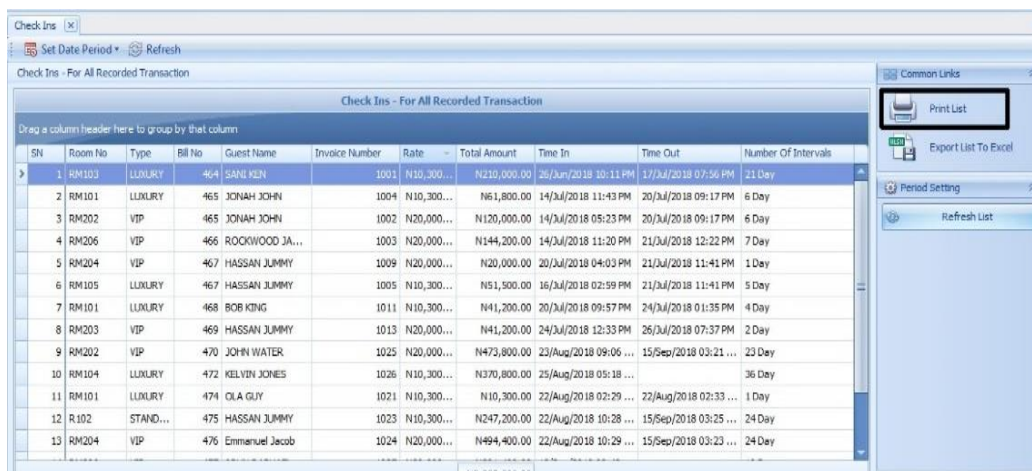 Check Ins
Set Date Period Refresh
Check Ins - For All Recorded Transaction
Check Ins - For All Recorded Transaction
Drag a column header here to group by that column
SN Room No Type Bill No Guest Name Invoice Number Rate Total Amount Time In Time Out Number Of Intervals
1 RM103 LUXURY 464 SANI KEN 1001 N10,300... N210,000.00 26/Jun/2018 10:11 PM 17/Jul/2018 07:56 PM 21 Day
2 RM101 LUXURY 465 JONAH JOHN 1004 N10,300... N61,800.00 14/Jul/2018 11:43 PM 20/Jul/2018 09:17 PM 6 Day
3 RM202 VIP 465 JONAH JOHN 1002 N20,000... N120,000.00 14/Jul/2018 05:23 PM 20/Jul/2018 09:17 PM 6 Day
4 RM206 VIP 466 ROCKWOOD JA... 1003 N20,000... N144,200.00 14/Jul/2018 11:20 PM 21/Jul/2018 12:22 PM 7 Day
5 RM204 VIP 467 HASSAN JUMMY 1009 N20,000... N20,000.00 20/Jul/2018 04:03 PM 21/Jul/2018 11:41 PM 1 Day
6 RM105 LUXURY 467 HASSAN JUMMY 1005 N10,300... N51,500.00 16/Jul/2018 02:59 PM 21/Jul/2018 11:41 PM 5 Day
7 RM101 LUXURY 468 BOB KING 1011 N10,300... N41,200.00 20/Jul/2018 09:57 PM 24/Jul/2018 01:35 PM 4 Day
8 RM203 VIP 469 HASSAN JUMMY 1013 N20,000... N41,200.00 24/Jul/2018 12:33 PM 26/Jul/2018 07:37 PM 2 Day
9 RM202 VIP 470 JOHN WATER 1025 N20,000... N473,800.00 23/Aug/2018 09:06 ... 15/Sep/2018 03:21 ... 23 Day
10 RM104 LUXURY 472 KELVIN JONES 1026 N10,300... N370,800.00 25/Aug/2018 05:18 ... 36 Day
11 RM101 LUXURY 474 OLA GUY 1021 N10,300... N10,300.00 22/Aug/2018 02:29 ... 22/Aug/2018 02:33 ... 1 Day
12 R102 STAND... 475 HASSAN JUMMY 1023 N10,300... N247,200.00 22/Aug/2018 10:28 ... 15/Sep/2018 03:25 ... 24 Day
13 RM204 VIP 476 Emmanuel Jacob 1024 N20,000... N494,400.00 22/Aug/2018 10:29 ... 15/Sep/2018 03:23 ... 24 Day
Common Links
Print List
Export List To Excel
Period Setting
Refresh List